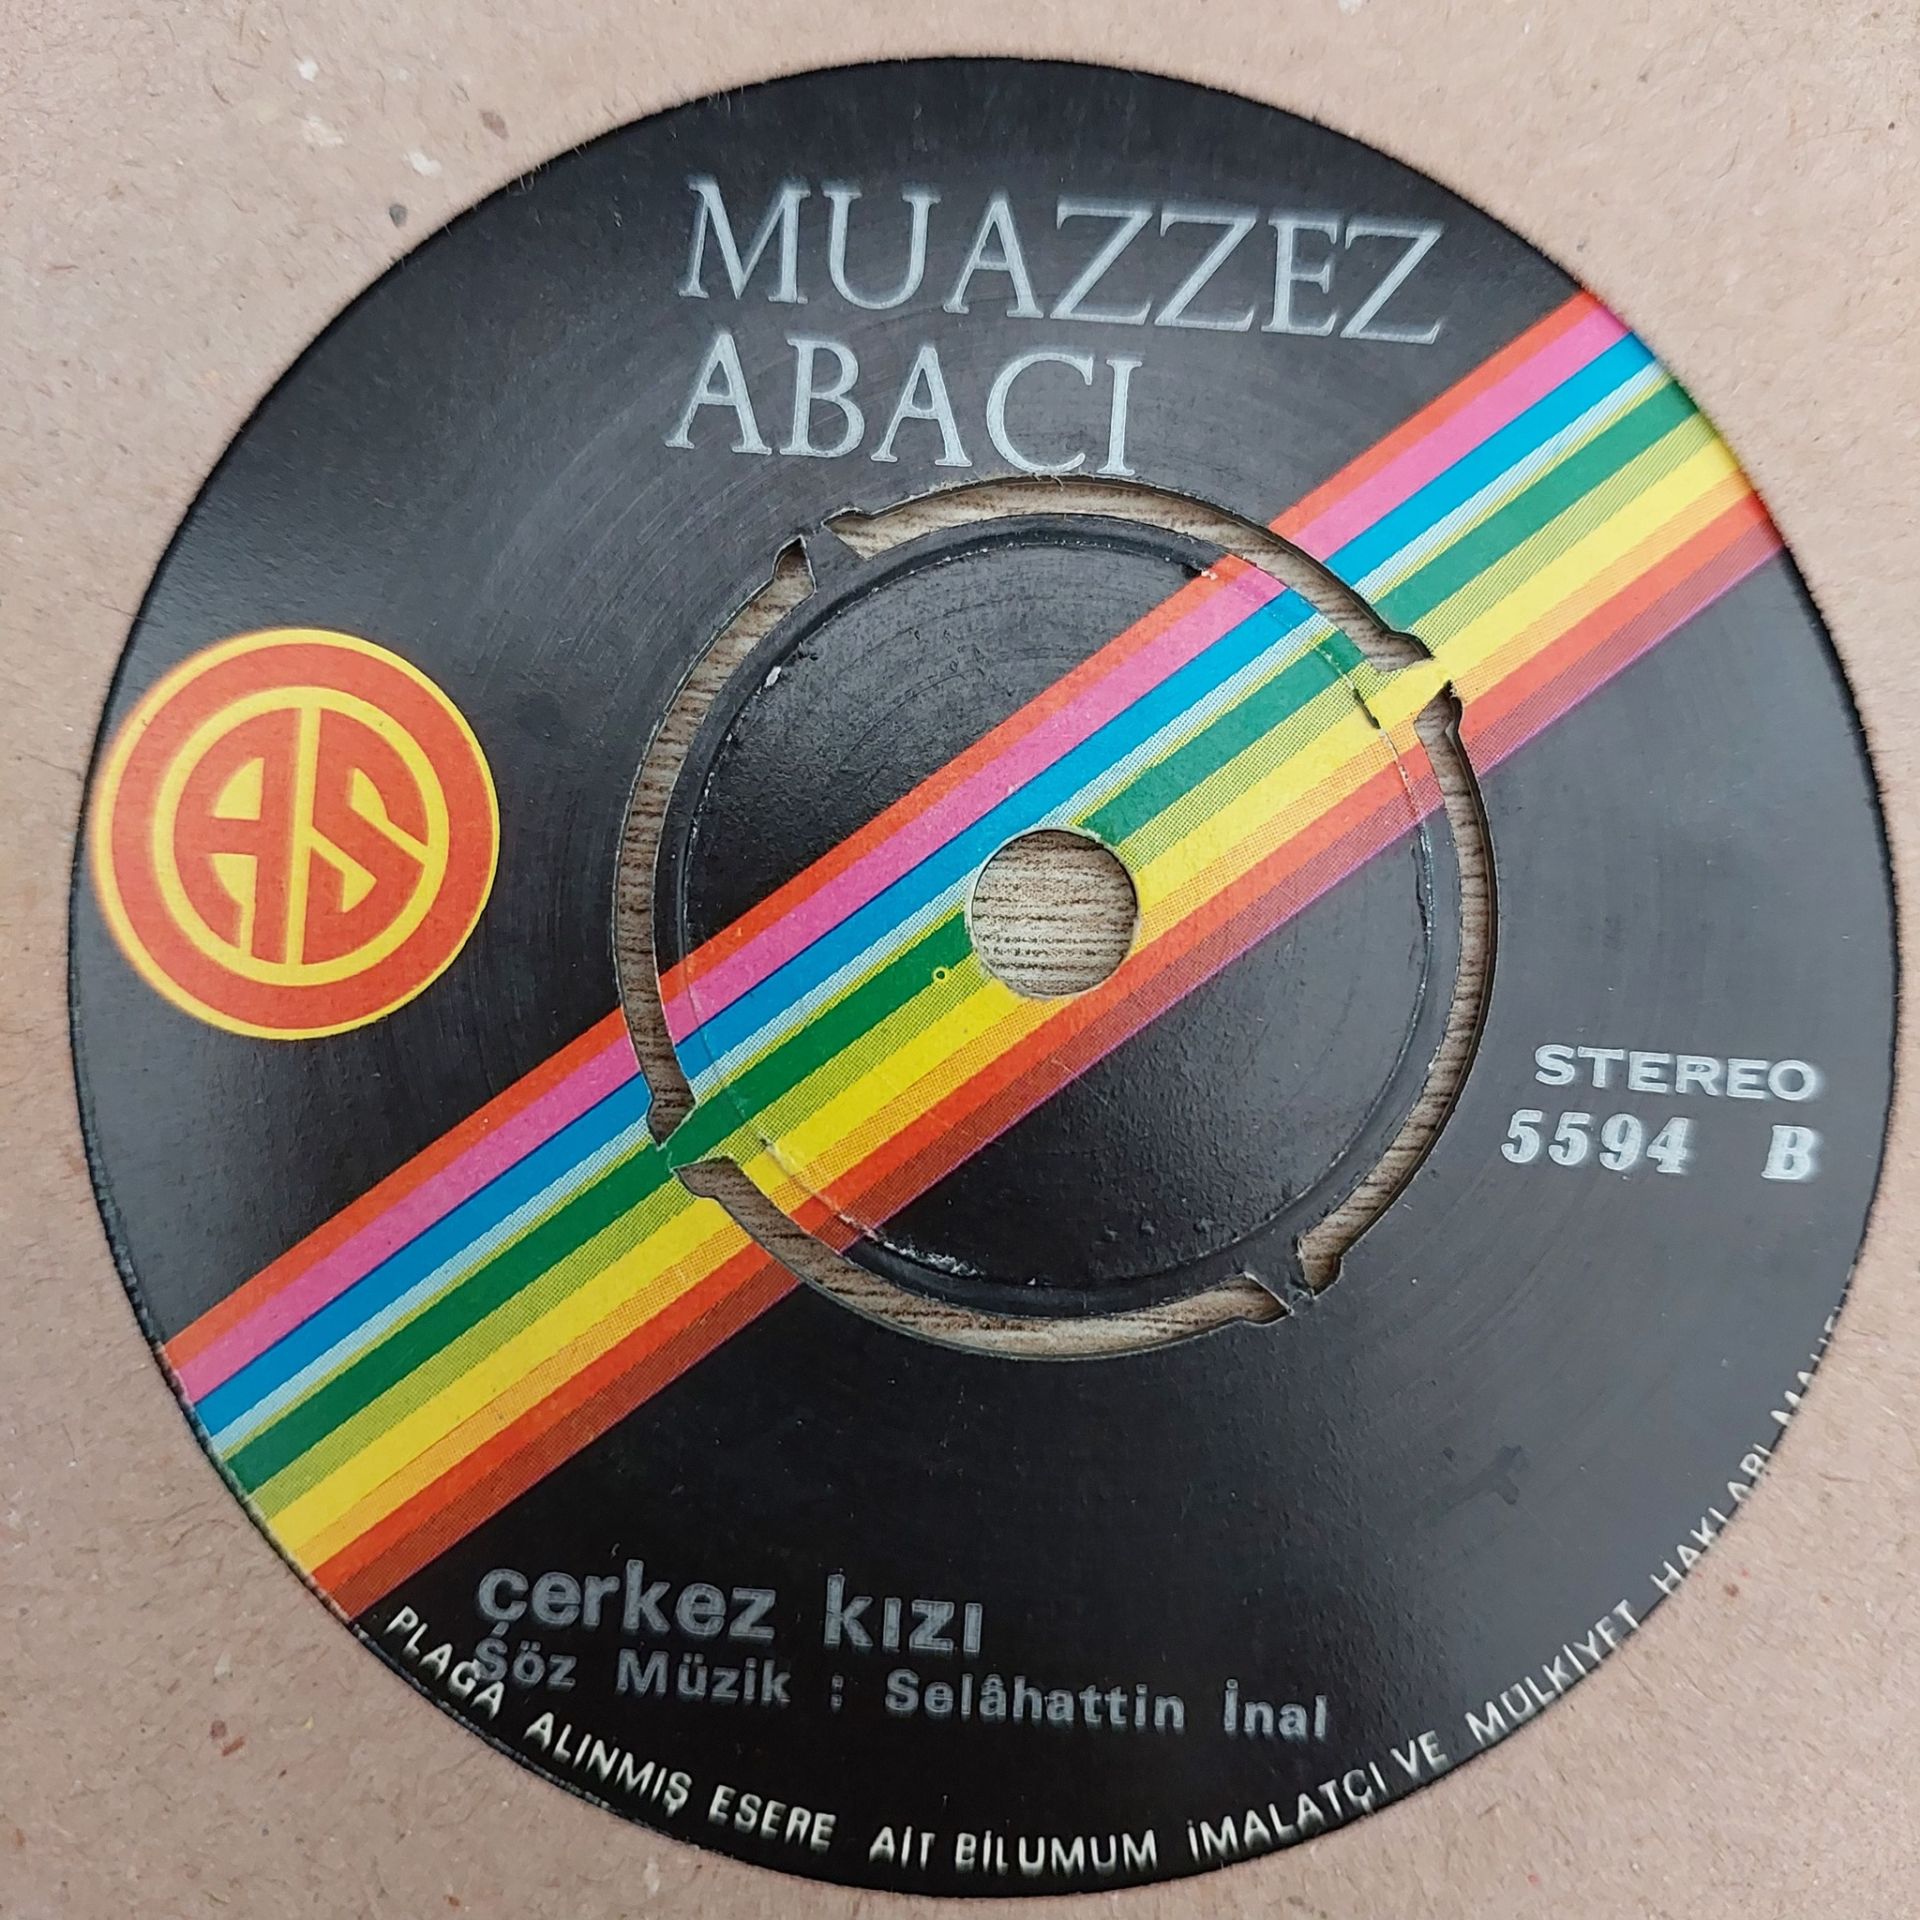 MUAZZEZ
ABACI
AS
STEREO
5594 B
çerkez kızı
Söz Müzik : Selâhattin İnal
PLAĞA ALINMIŞ ESERE AİT BİLUMUM İMALATÇI VE MÜLKİYET HAKLARI